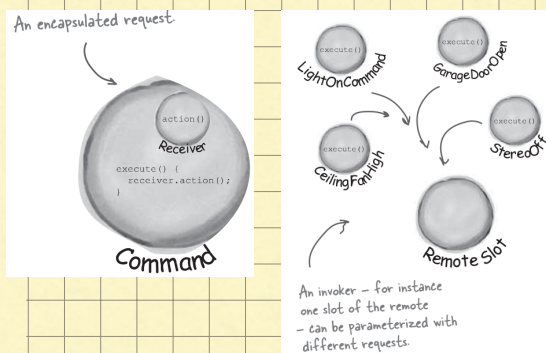 An encapsulated request.
action()
Receiver
execute() {
receiver.action();
}
Command
execute()
LightOnCommand
execute()
GarageDoorOpen
execute()
CeilingFanHigh
execute()
StereoOff
Remote Slot
An invoker – for instance
one slot of the remote
– can be parameterized with
different requests.